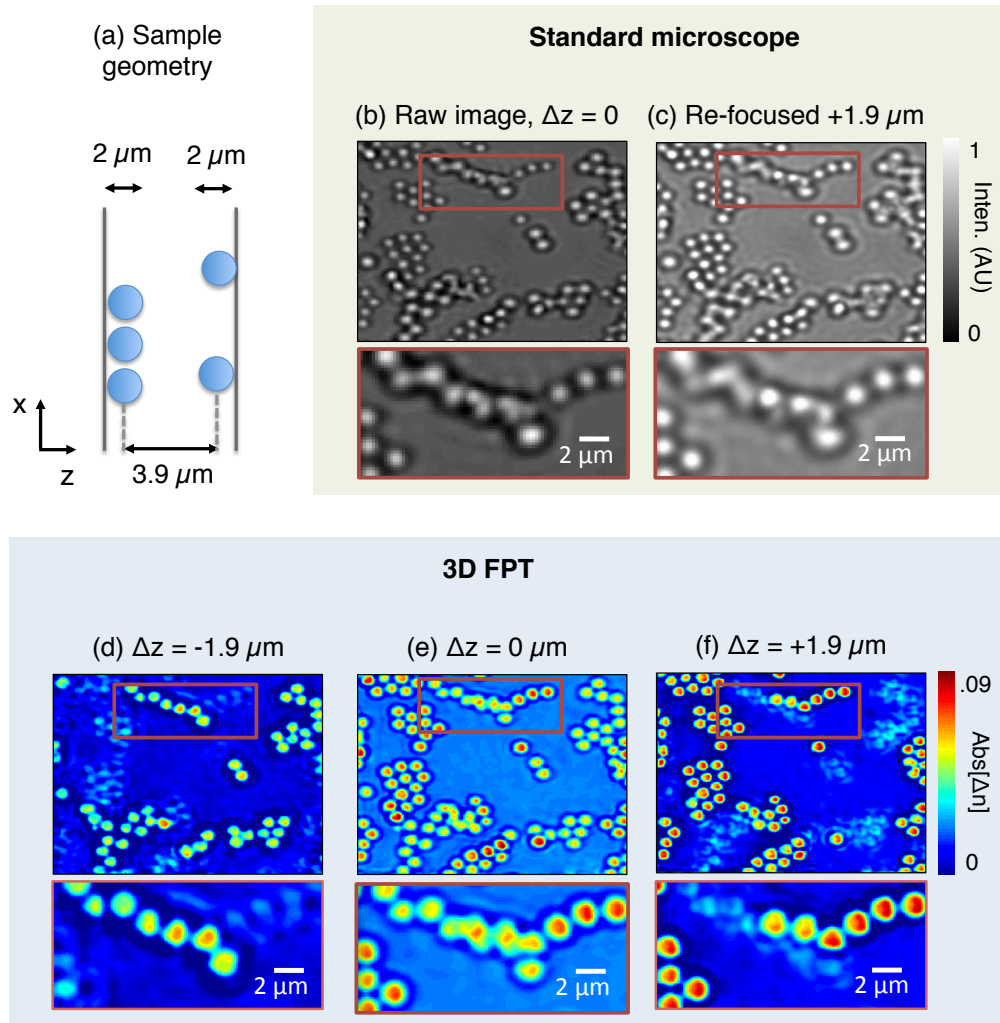 (a) Sample
geometry
2 µm
2 µm
x
z
3.9 µm
Standard microscope
(b) Raw image, Δz = 0
(c) Re-focused +1.9 µm
1
Inten. (AU)
0
2 µm
2 µm
3D FPT
(d) Δz = -1.9 µm
(e) Δz = 0 µm
(f) Δz = +1.9 µm
.09
Abs[Δn]
0
2 µm
2 µm
2 µm